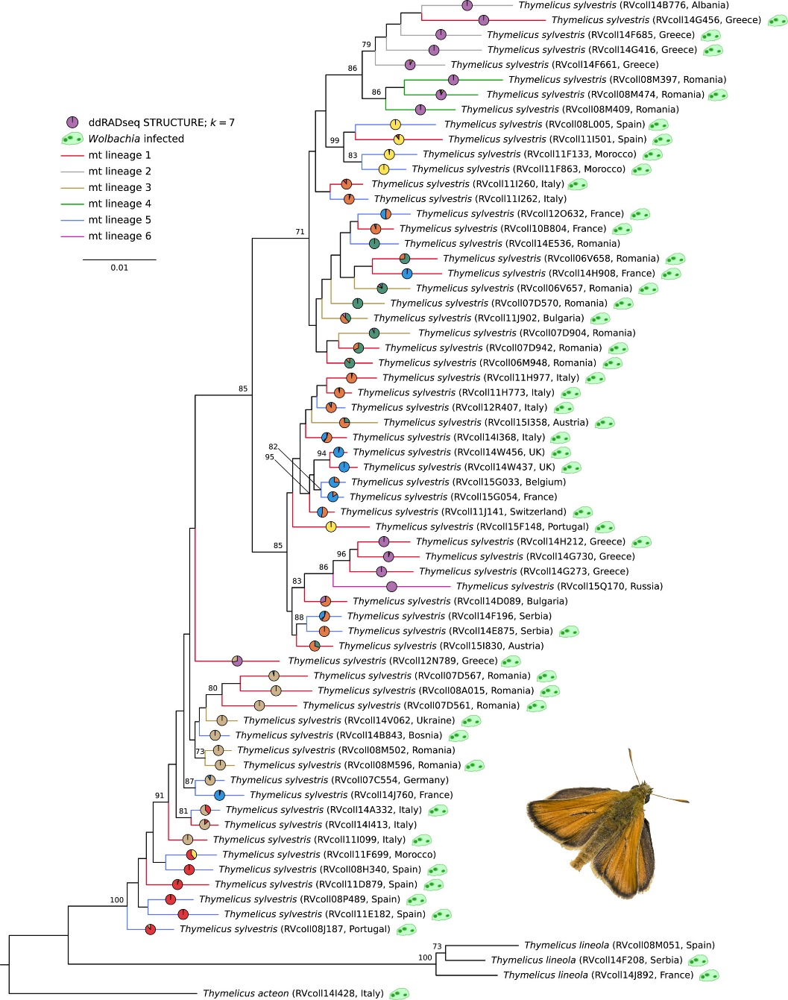 Thymelicus sylvestris (RVcoll14B776, Albania)
Thymelicus sylvestris (RVcoll14G456, Greece)
Thymelicus sylvestris (RVcoll14F685, Greece)
79
Thymelicus sylvestris (RVcoll14G416, Greece)
Thymelicus sylvestris (RVcoll14F661, Greece)
86
Thymelicus sylvestris (RVcoll08M397, Romania)
86
Thymelicus sylvestris (RVcoll08M474, Romania)
Thymelicus sylvestris (RVcoll08M409, Romania)
ddRADseq STRUCTURE; k = 7
Wolbachia infected
mt lineage 1
mt lineage 2
mt lineage 3
mt lineage 4
mt lineage 5
mt lineage 6
0.01
Thymelicus sylvestris (RVcoll08L005, Spain)
99
Thymelicus sylvestris (RVcoll11I501, Spain)
83
Thymelicus sylvestris (RVcoll11F133, Morocco)
Thymelicus sylvestris (RVcoll11F863, Morocco)
Thymelicus sylvestris (RVcoll11I260, Italy)
Thymelicus sylvestris (RVcoll11I262, Italy)
Thymelicus sylvestris (RVcoll12O632, France)
Thymelicus sylvestris (RVcoll10B804, France)
71
Thymelicus sylvestris (RVcoll14E536, Romania)
Thymelicus sylvestris (RVcoll06V658, Romania)
Thymelicus sylvestris (RVcoll14H908, France)
Thymelicus sylvestris (RVcoll06V657, Romania)
Thymelicus sylvestris (RVcoll07D570, Romania)
Thymelicus sylvestris (RVcoll11J902, Bulgaria)
Thymelicus sylvestris (RVcoll07D904, Romania)
Thymelicus sylvestris (RVcoll07D942, Romania)
Thymelicus sylvestris (RVcoll06M948, Romania)
Thymelicus sylvestris (RVcoll11H977, Italy)
85
Thymelicus sylvestris (RVcoll11H773, Italy)
Thymelicus sylvestris (RVcoll12R407, Italy)
Thymelicus sylvestris (RVcoll15I358, Austria)
Thymelicus sylvestris (RVcoll14I368, Italy)
82
94
Thymelicus sylvestris (RVcoll14W456, UK)
95
Thymelicus sylvestris (RVcoll14W437, UK)
Thymelicus sylvestris (RVcoll15G033, Belgium)
Thymelicus sylvestris (RVcoll15G054, France)
Thymelicus sylvestris (RVcoll11J141, Switzerland)
Thymelicus sylvestris (RVcoll15F148, Portugal)
Thymelicus sylvestris (RVcoll14H212, Greece)
85
96
Thymelicus sylvestris (RVcoll14G730, Greece)
86
Thymelicus sylvestris (RVcoll14G273, Greece)
83
Thymelicus sylvestris (RVcoll15Q170, Russia)
Thymelicus sylvestris (RVcoll14D089, Bulgaria)
88
Thymelicus sylvestris (RVcoll14F196, Serbia)
Thymelicus sylvestris (RVcoll14E875, Serbia)
Thymelicus sylvestris (RVcoll15I830, Austria)
Thymelicus sylvestris (RVcoll12N789, Greece)
Thymelicus sylvestris (RVcoll07D567, Romania)
80
Thymelicus sylvestris (RVcoll08A015, Romania)
Thymelicus sylvestris (RVcoll07D561, Romania)
Thymelicus sylvestris (RVcoll14V062, Ukraine)
Thymelicus sylvestris (RVcoll14B843, Bosnia)
73
Thymelicus sylvestris (RVcoll08M502, Romania)
Thymelicus sylvestris (RVcoll08M596, Romania)
87
Thymelicus sylvestris (RVcoll07C554, Germany)
Thymelicus sylvestris (RVcoll14J760, France)
91
81
Thymelicus sylvestris (RVcoll14A332, Italy)
Thymelicus sylvestris (RVcoll14I413, Italy)
Thymelicus sylvestris (RVcoll11I099, Italy)
Thymelicus sylvestris (RVcoll11F699, Morocco)
Thymelicus sylvestris (RVcoll08H340, Spain)
Thymelicus sylvestris (RVcoll11D879, Spain)
100
Thymelicus sylvestris (RVcoll08P489, Spain)
Thymelicus sylvestris (RVcoll11E182, Spain)
Thymelicus sylvestris (RVcoll08J187, Portugal)
73
Thymelicus lineola (RVcoll08M051, Spain)
100
Thymelicus lineola (RVcoll14F208, Serbia)
Thymelicus lineola (RVcoll14J892, France)
Thymelicus acteon (RVcoll14I428, Italy)